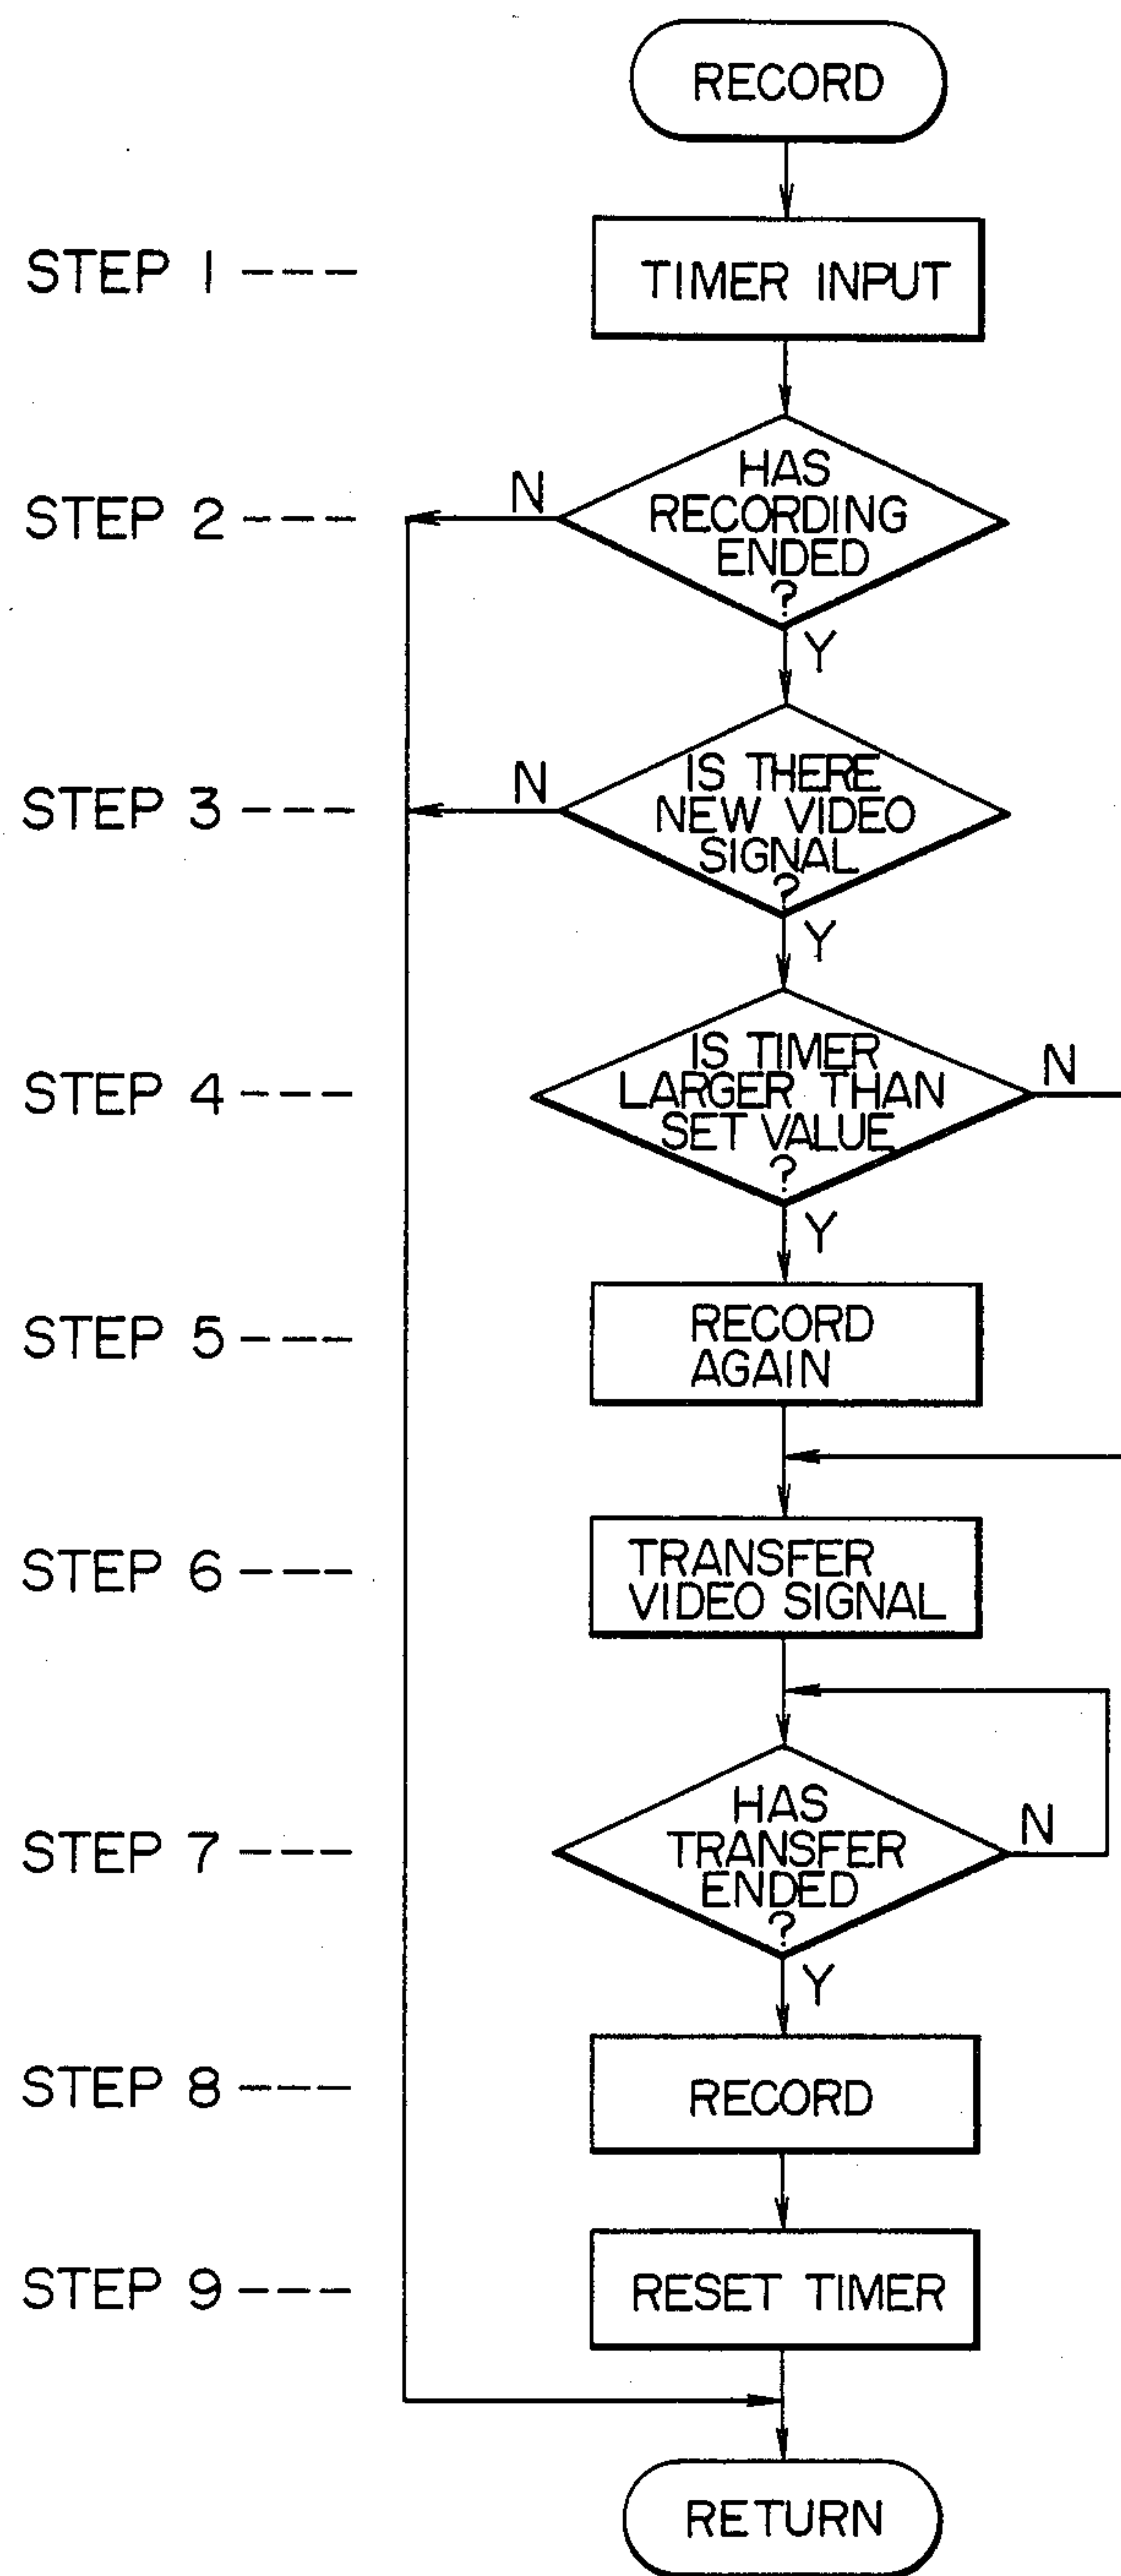 RECORD
STEP 1 ---
TIMER INPUT
STEP 2 ---
N
HAS
RECORDING
ENDED
?
Y
STEP 3 ---
N
IS THERE
NEW VIDEO
SIGNAL
?
Y
STEP 4 ---
IS TIMER
LARGER THAN
SET VALUE
?
N
Y
STEP 5 ---
RECORD
AGAIN
STEP 6 ---
TRANSFER
VIDEO SIGNAL
STEP 7 ---
HAS
TRANSFER
ENDED
?
N
Y
STEP 8 ---
RECORD
STEP 9 ---
RESET TIMER
RETURN